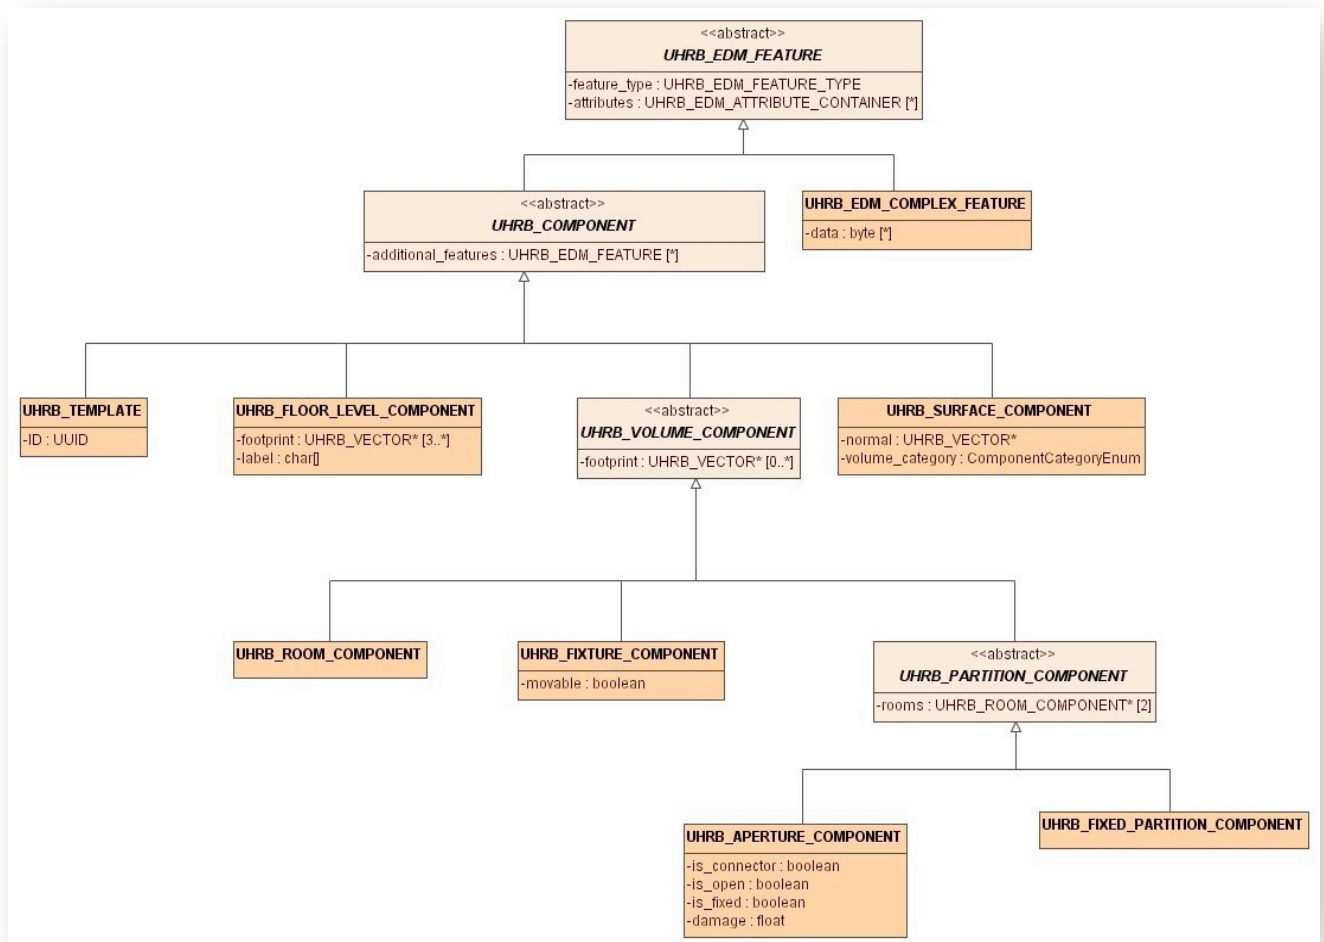 <<abstract>>
UHRB_EDM_FEATURE
-feature_type : UHRB_EDM_FEATURE_TYPE
-attributes : UHRB_EDM_ATTRIBUTE_CONTAINER [*]
<<abstract>>
UHRB_COMPONENT
-additional_features : UHRB_EDM_FEATURE [*]
UHRB_EDM_COMPLEX_FEATURE
-data : byte [*]
UHRB_TEMPLATE
-ID : UUID
UHRB_FLOOR_LEVEL_COMPONENT
-footprint : UHRB_VECTOR* [3..*]
-label : char[]
<<abstract>>
UHRB_VOLUME_COMPONENT
-footprint : UHRB_VECTOR* [0..*]
UHRB_SURFACE_COMPONENT
-normal : UHRB_VECTOR*
-volume_category : ComponentCategoryEnum
UHRB_ROOM_COMPONENT
UHRB_FIXTURE_COMPONENT
-movable : boolean
<<abstract>>
UHRB_PARTITION_COMPONENT
-rooms : UHRB_ROOM_COMPONENT* [2]
UHRB_APERTURE_COMPONENT
-is_connector : boolean
-is_open : boolean
-is_fixed : boolean
-damage : float
UHRB_FIXED_PARTITION_COMPONENT